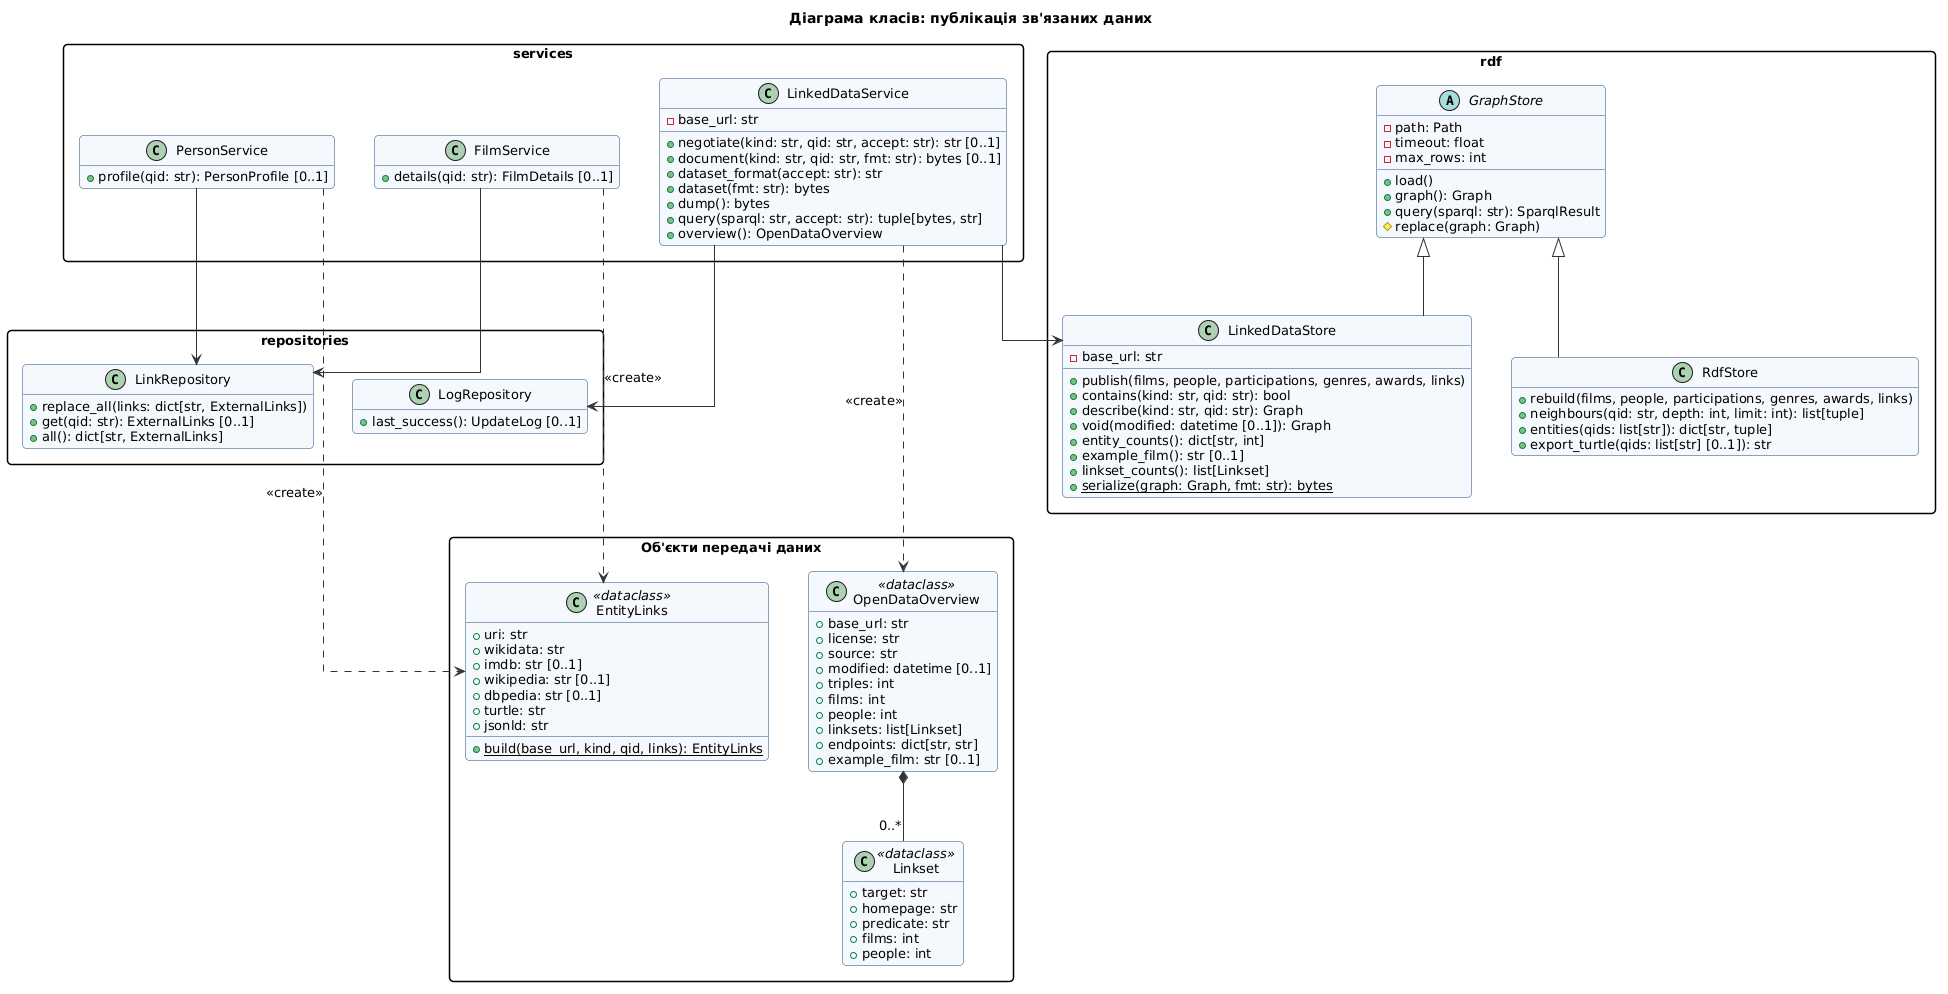 Діаграма класів: публікація зв'язаних даних
services
C PersonService
profile(qid: str): PersonProfile [0..1]
C FilmService
details(qid: str): FilmDetails [0..1]
C LinkedDataService
base_url: str
negotiate(kind: str, qid: str, accept: str): str [0..1]
document(kind: str, qid: str, fmt: str): bytes [0..1]
dataset_format(accept: str): str
dataset(fmt: str): bytes
dump(): bytes
query(sparql: str, accept: str): tuple[bytes, str]
overview(): OpenDataOverview
rdf
A GraphStore
path: Path
timeout: float
max_rows: int
load()
graph(): Graph
query(sparql: str): SparqlResult
replace(graph: Graph)
C LinkedDataStore
base_url: str
publish(films, people, participations, genres, awards, links)
contains(kind: str, qid: str): bool
describe(kind: str, qid: str): Graph
void(modified: datetime [0..1]): Graph
entity_counts(): dict[str, int]
example_film(): str [0..1]
linkset_counts(): list[Linkset]
serialize(graph: Graph, fmt: str): bytes
C RdfStore
rebuild(films, people, participations, genres, awards, links)
neighbours(qid: str, depth: int, limit: int): list[tuple]
entities(qids: list[str]): dict[str, tuple]
export_turtle(qids: list[str] [0..1]): str
repositories
C LinkRepository
replace_all(links: dict[str, ExternalLinks])
get(qid: str): ExternalLinks [0..1]
all(): dict[str, ExternalLinks]
C LogRepository
last_success(): UpdateLog [0..1]
«create»
«create»
«create»
Об'єкти передачі даних
C «dataclass»
EntityLinks
uri: str
wikidata: str
imdb: str [0..1]
wikipedia: str [0..1]
dbpedia: str [0..1]
turtle: str
jsonld: str
build(base_url, kind, qid, links): EntityLinks
C «dataclass»
OpenDataOverview
base_url: str
license: str
source: str
modified: datetime [0..1]
triples: int
films: int
people: int
linksets: list[Linkset]
endpoints: dict[str, str]
example_film: str [0..1]
0..*
C «dataclass»
Linkset
target: str
homepage: str
predicate: str
films: int
people: int